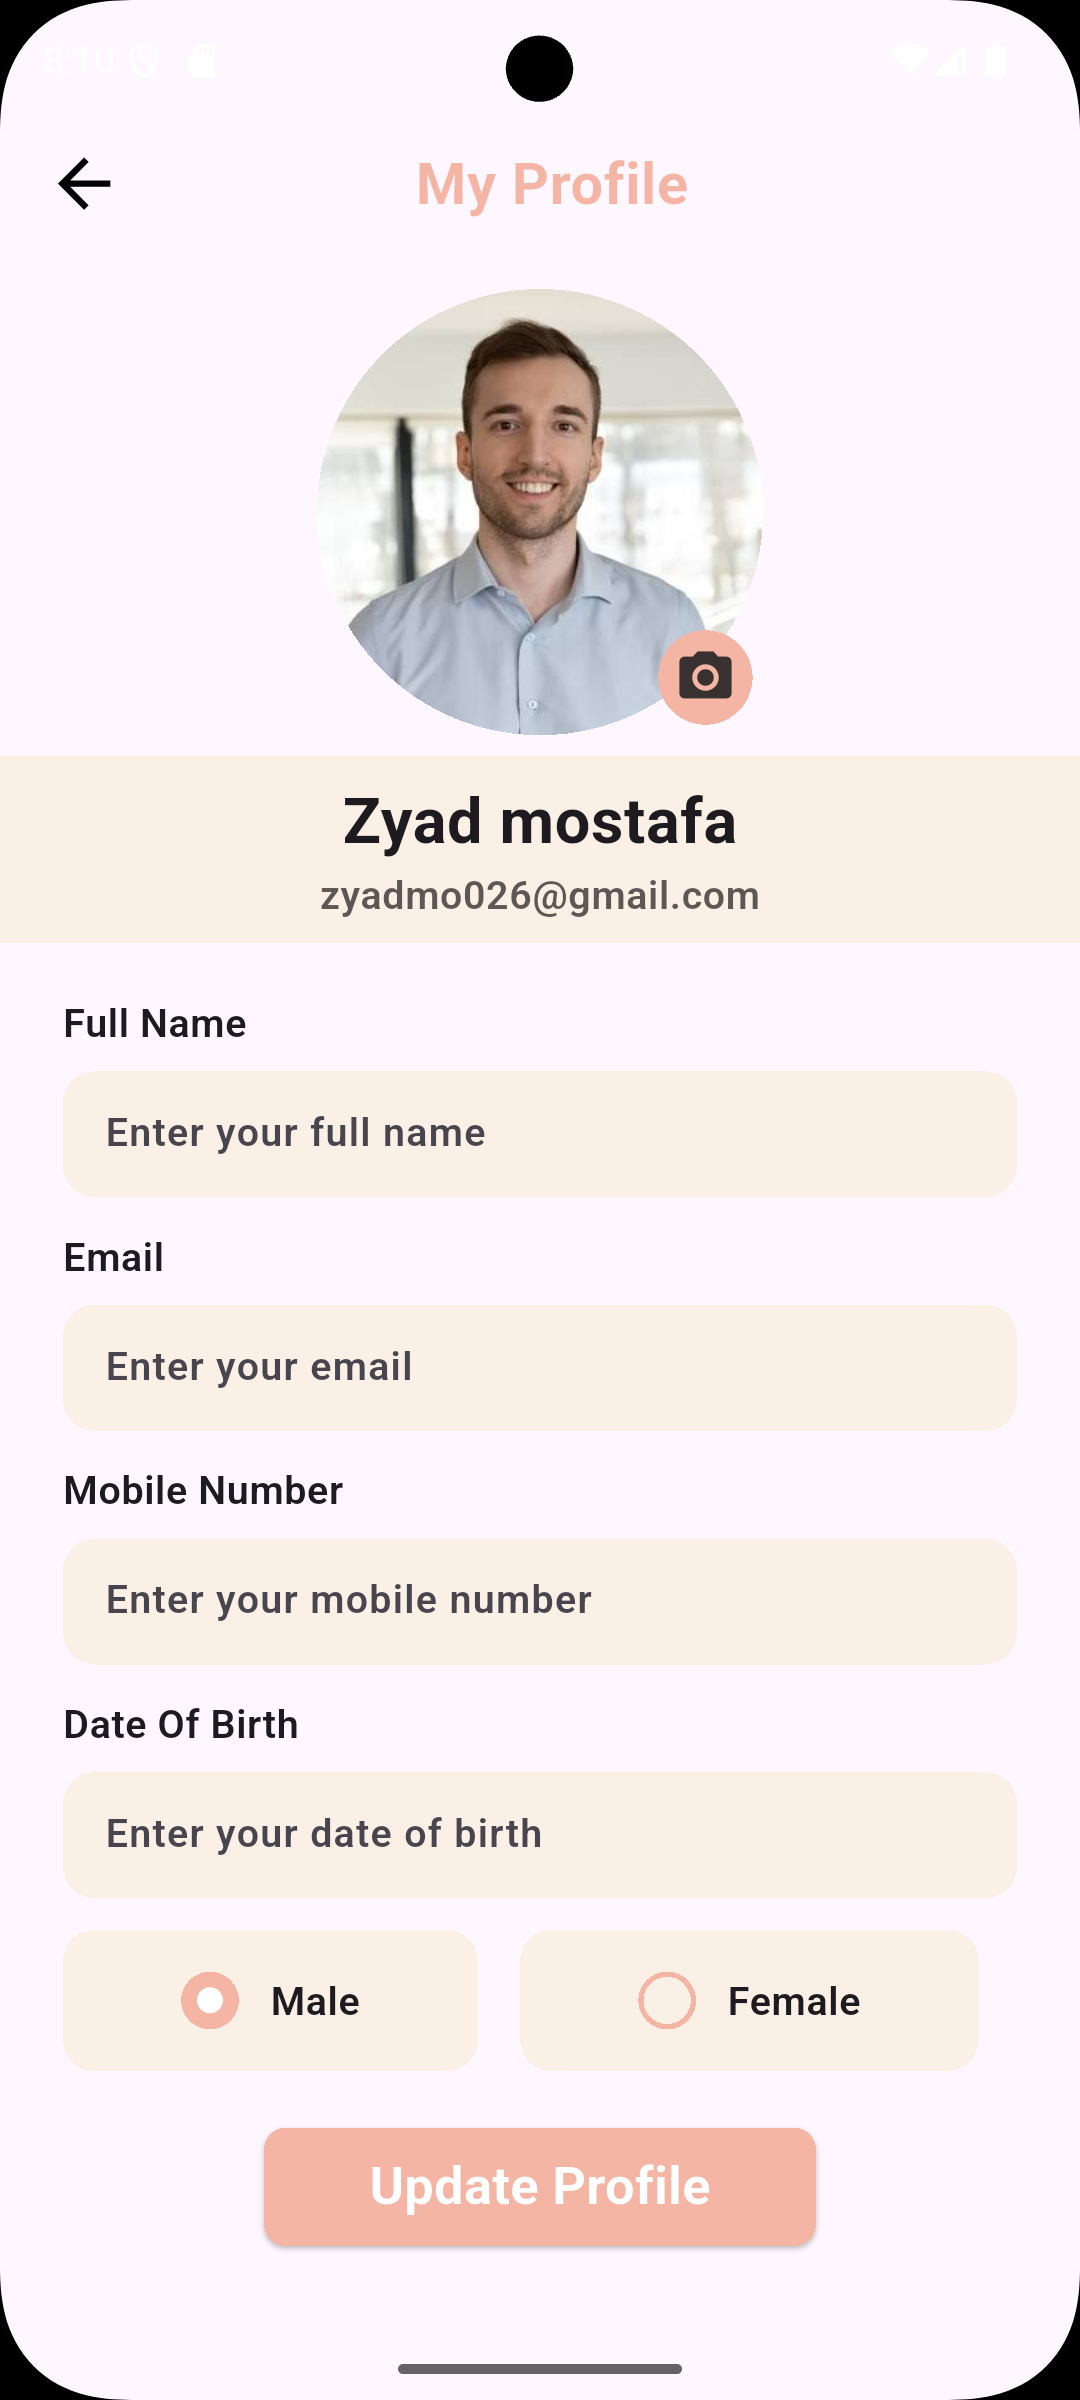 8:10
My Profile
Zyad mostafa
zyadmo026@gmail.com
Full Name
Enter your full name
Email
Enter your email
Mobile Number
Enter your mobile number
Date Of Birth
Enter your date of birth
Male Female
Update Profile